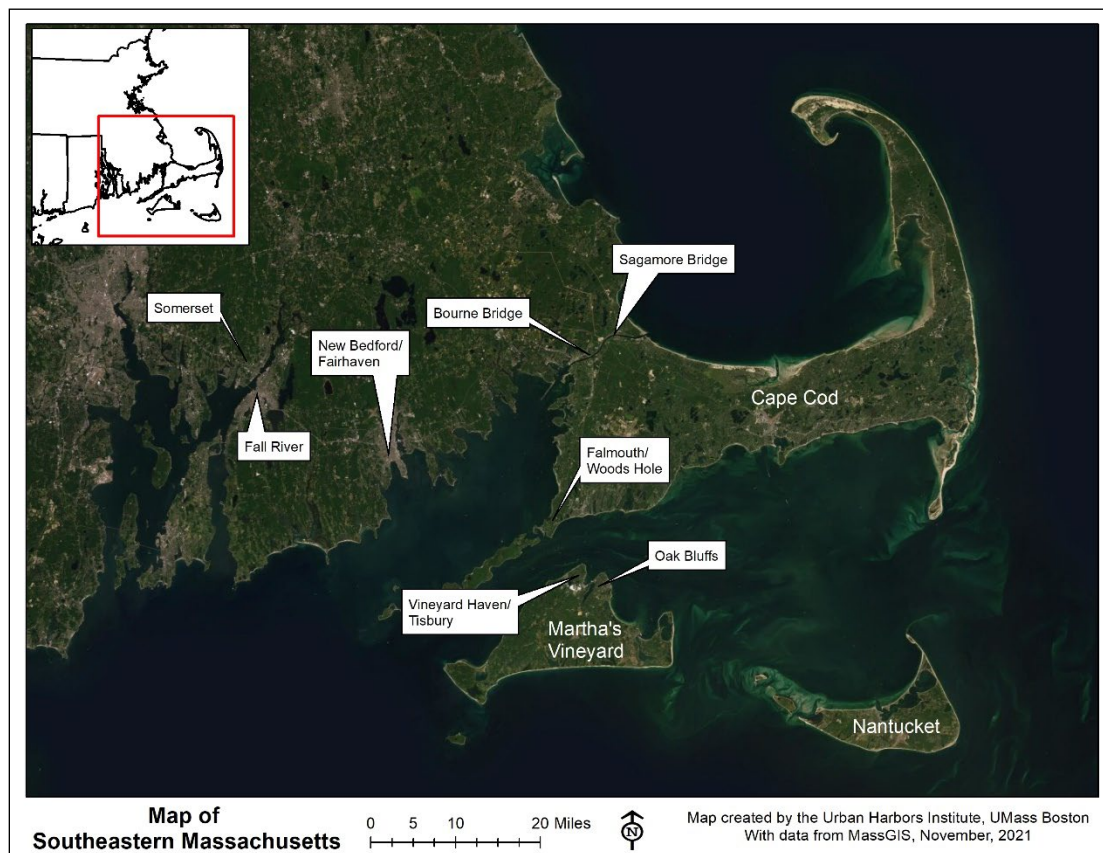 Sagamore Bridge
Bourne Bridge
Somerset
New Bedford/
Fairhaven
Cape Cod
Fall River
Falmouth/
Woods Hole
Oak Bluffs
Vineyard Haven/
Tisbury
Martha's
Vineyard
Nantucket
Map of
Southeastern Massachusetts
0 5 10 20 Miles
N
Map created by the Urban Harbors Institute, UMass Boston
With data from MassGIS, November, 2021